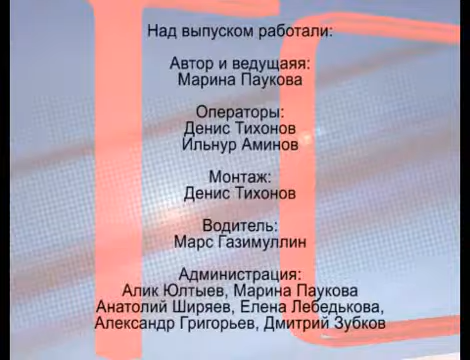 Над выпуском работали:
Автор и ведущаяя:
Марина Паукова
Операторы:
Денис Тихонов
Ильнур Аминов
Монтаж:
Денис Тихонов
Водитель:
Марс Газимуллин
Администрация:
Алик Юлтыев, Марина Паукова
Анатолий Ширяев, Елена Лебедькова,
Александр Григорьев, Дмитрий Зубков